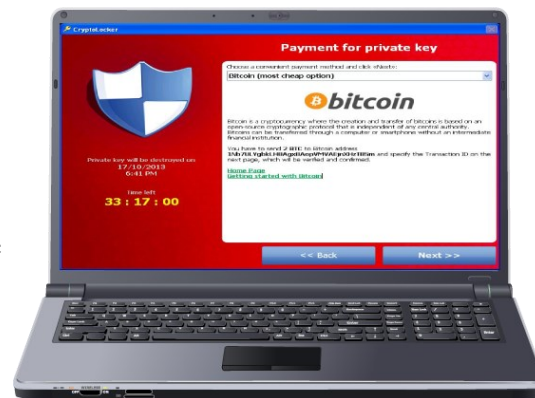 CryptoLocker
Payment for private key
Choose a convenient payment method and click «Next»:
Bitcoin (most cheap option)
bitcoin
Bitcoin is a cryptocurrency where the creation and transfer of bitcoins is based on an
open-source cryptographic protocol that is independent of any central authority.
Bitcoins can be transferred through a computer or smartphone without an intermediate
financial institution.
You have to send 2 BTC to Bitcoin address
and specify the Transaction ID on the
next page, which will be verified and confirmed.
Home Page
Getting started with Bitcoin
Private key will be destroyed on
17/10/2013
6:41 PM
Time left
33 : 17 : 00
<< Back
Next >>